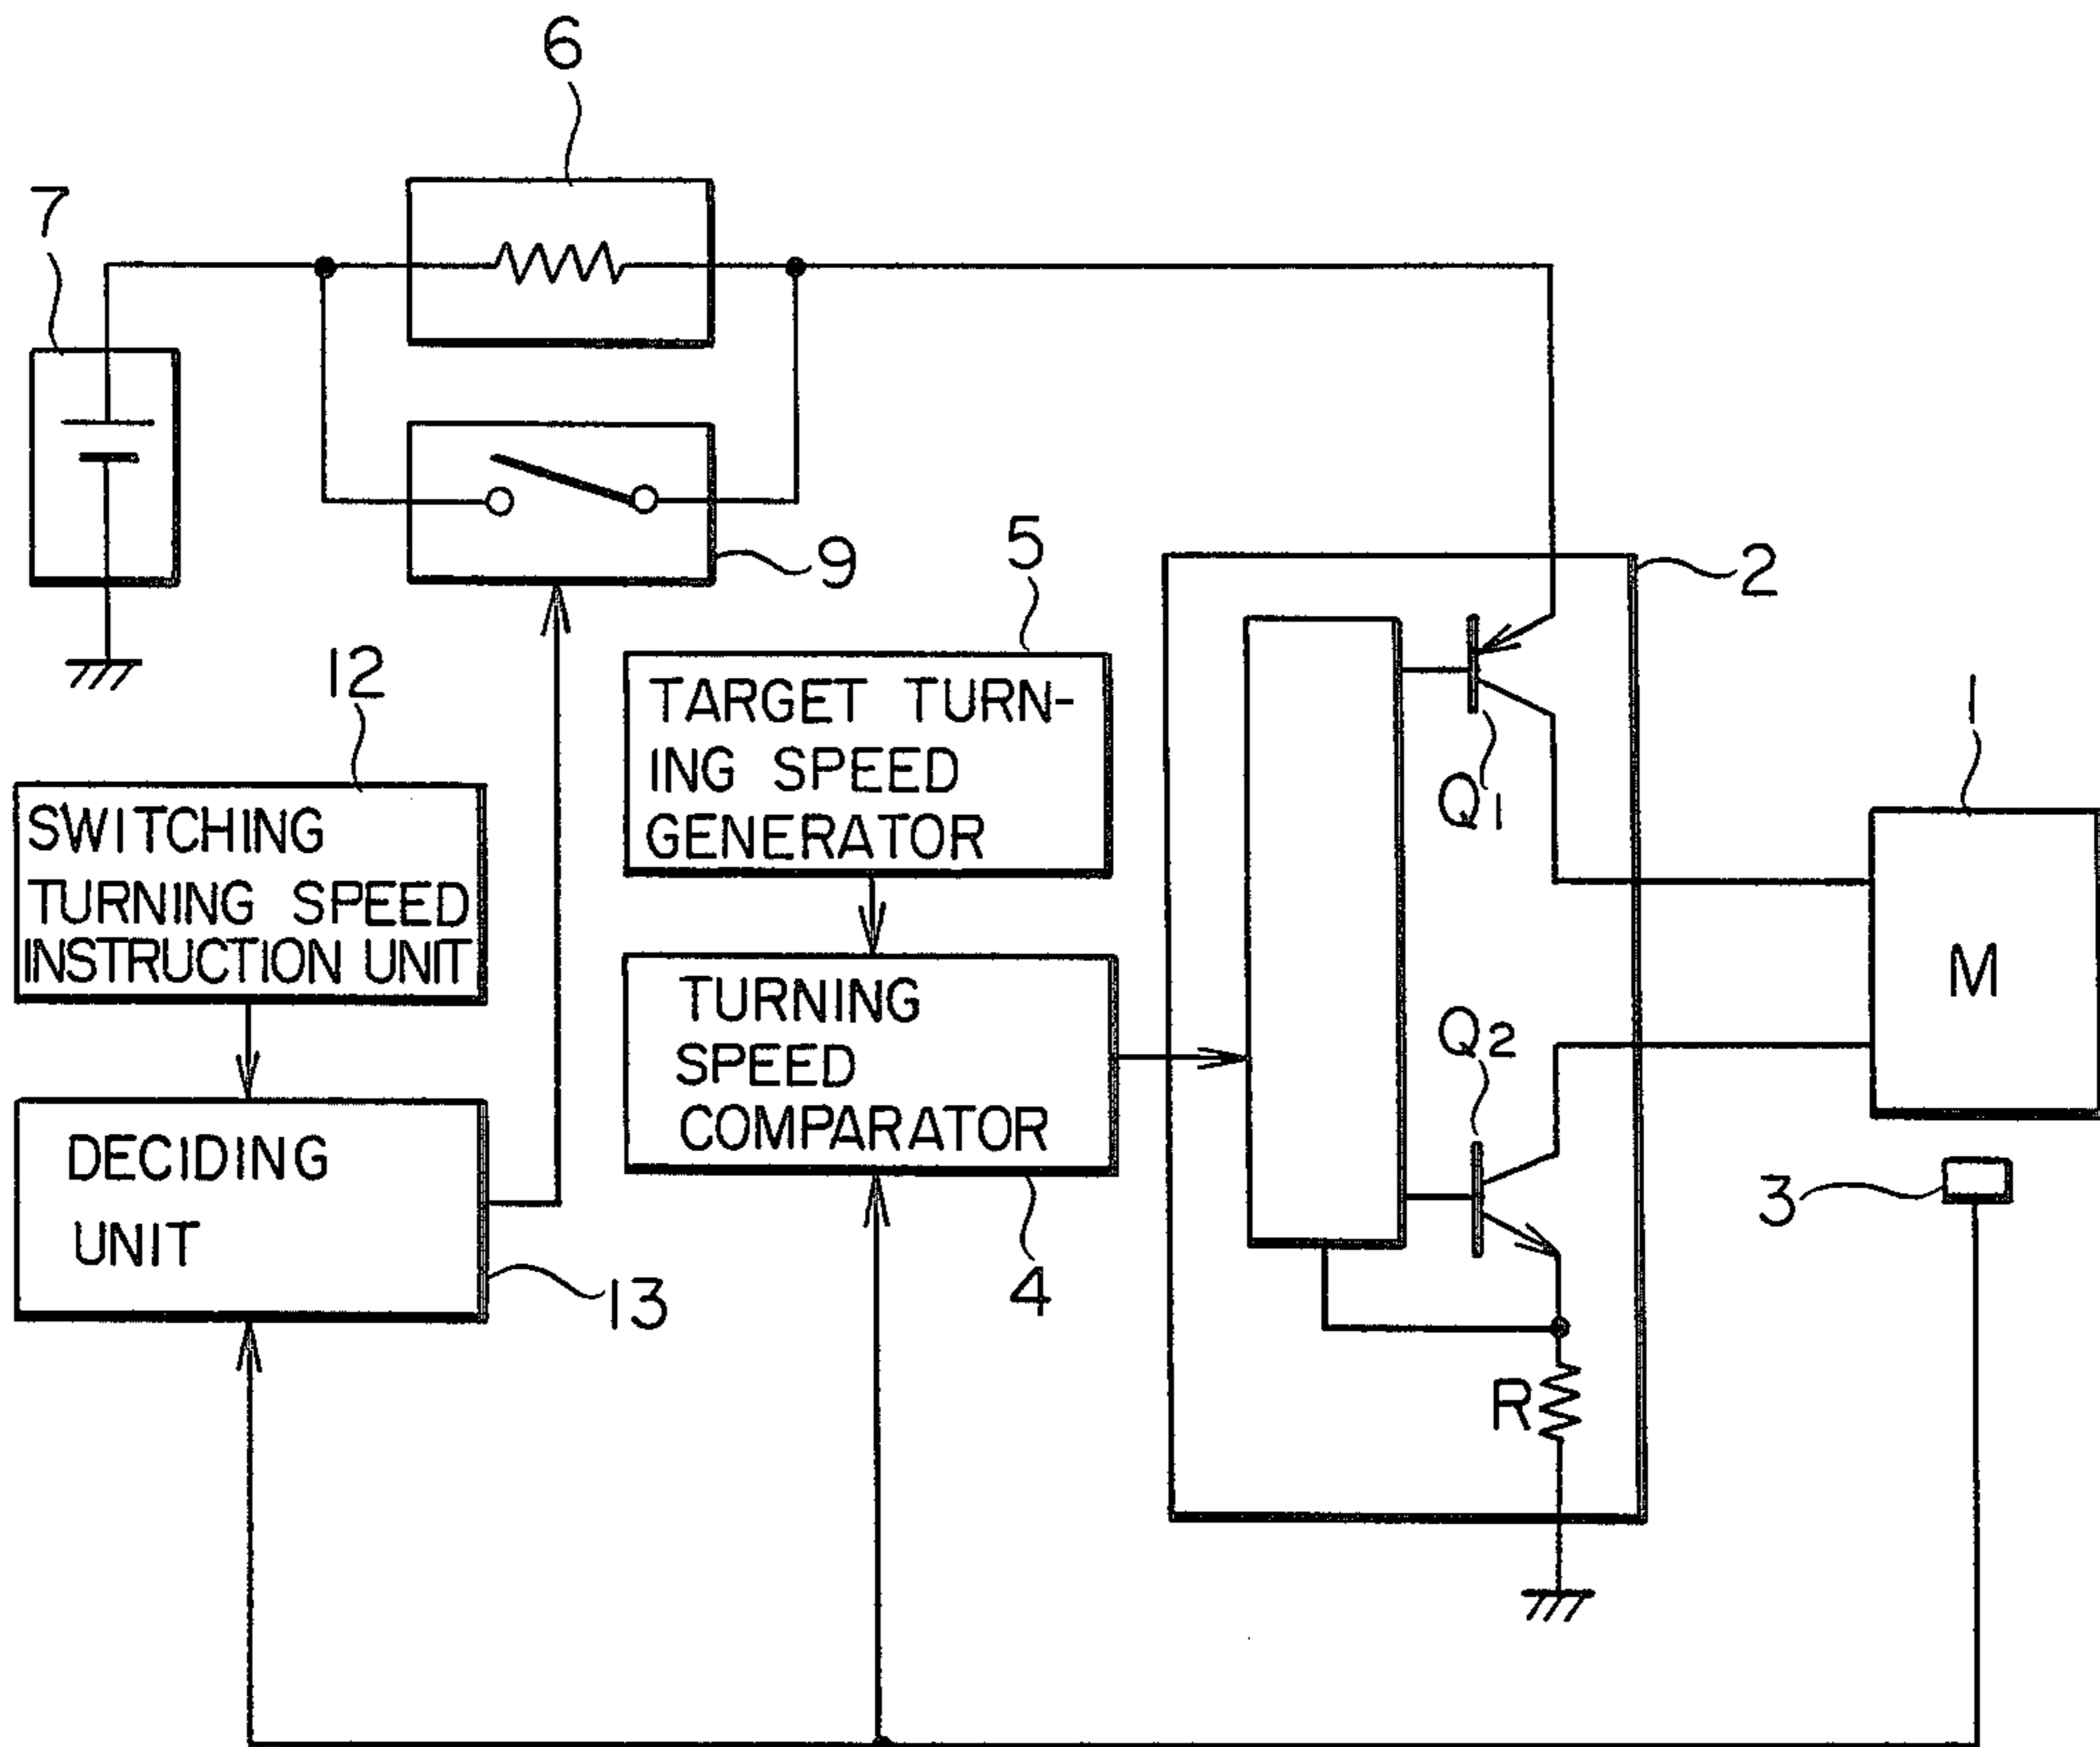 6
7
9
5
2
12
TARGET TURN-
ING SPEED
GENERATOR
1
Q1
SWITCHING
TURNING SPEED
INSTRUCTION UNIT
M
TURNING
SPEED
COMPARATOR
Q2
DECIDING
UNIT
3
13
4
R